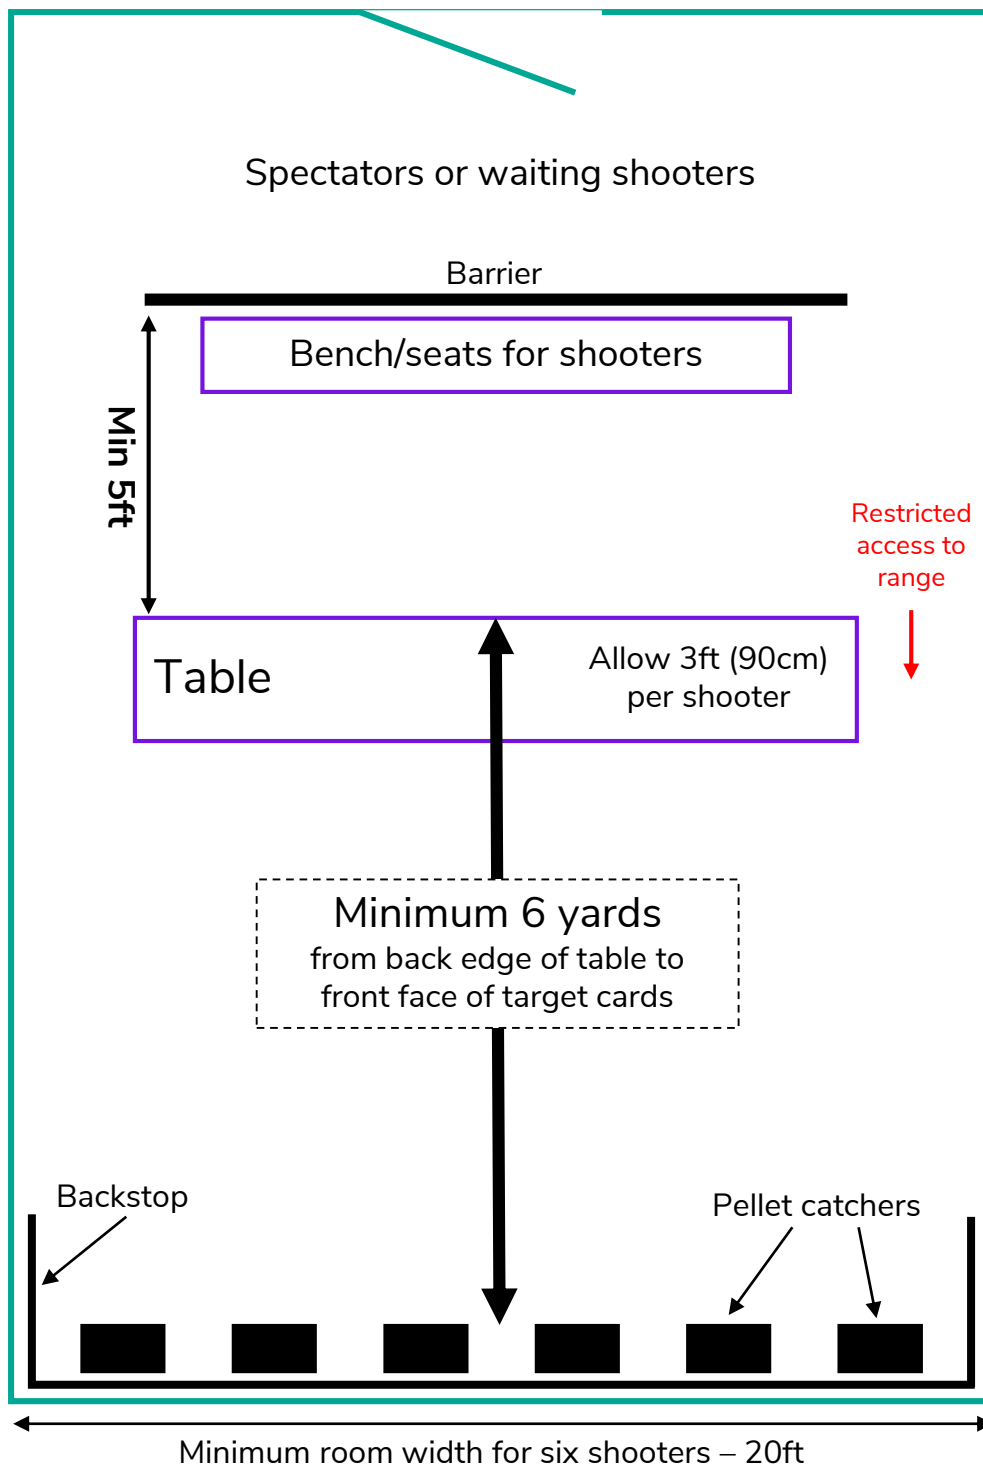 Spectators or waiting shooters
Barrier
Bench/seats for shooters
Min 5ft
Restricted
access to
range
Table
Allow 3ft (90cm)
per shooter
Minimum 6 yards
from back edge of table to
front face of target cards
Backstop
Pellet catchers
Minimum room width for six shooters – 20ft